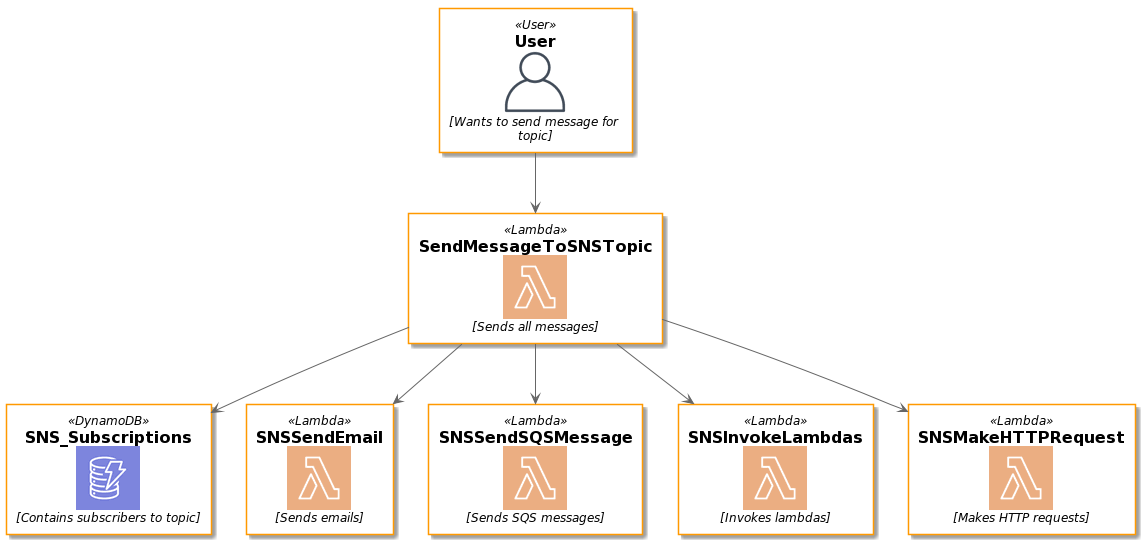 «User»
User
[Wants to send message for
topic]
«Lambda»
SendMessageToSNSTopic
[Sends all messages]
«DynamoDB»
SNS_Subscriptions
[Contains subscribers to topic]
«Lambda»
SNSSendEmail
[Sends emails]
«Lambda»
SNSSendSQSMessage
[Sends SQS messages]
«Lambda»
SNSInvokeLambdas
[Invokes lambdas]
«Lambda»
SNSMakeHTTPRequest
[Makes HTTP requests]